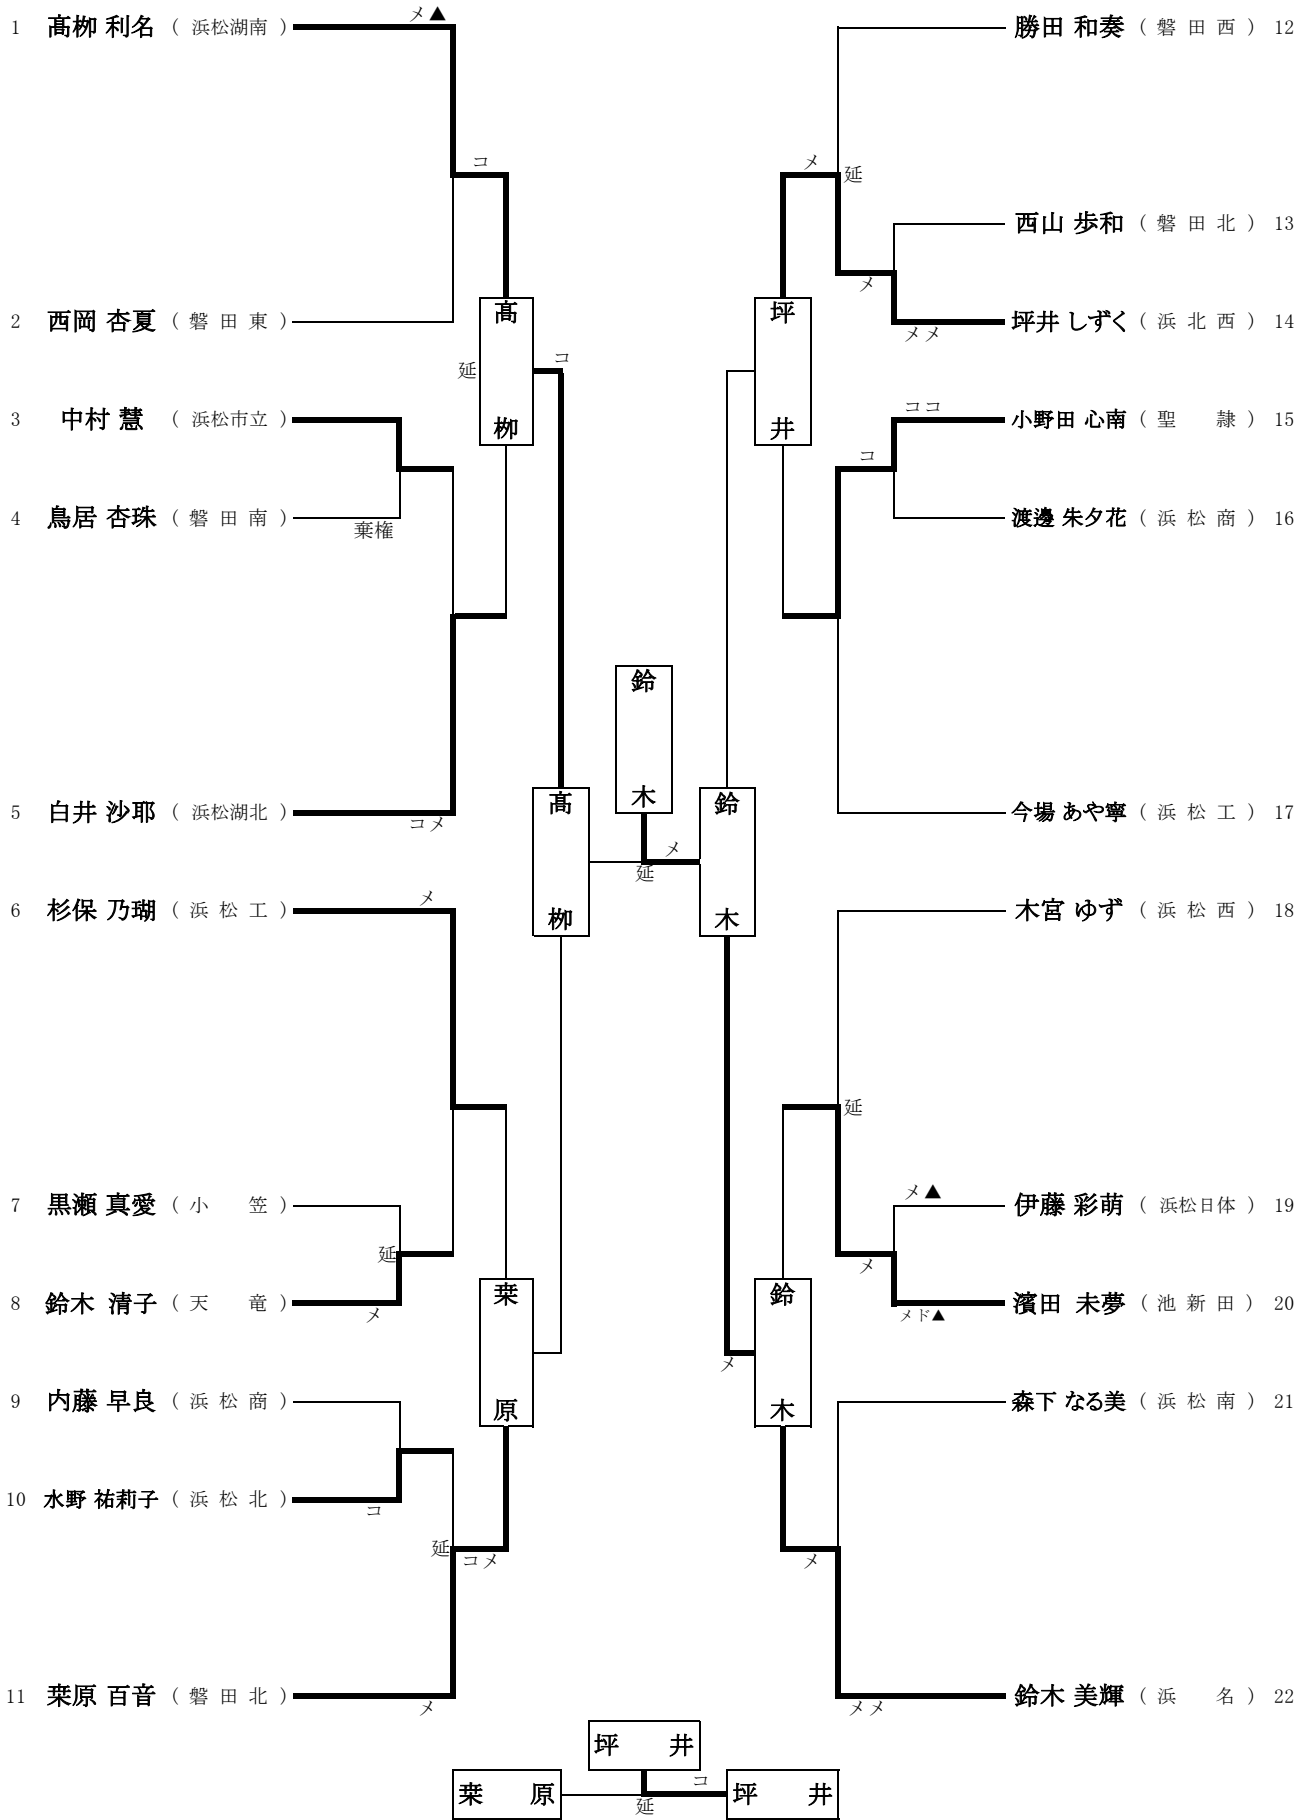 メ▲
1 髙栁 利名 ( 浜松湖南 )
勝田 和奏 ( 磐 田 西 ) 12
コ
メ
延
西山 歩和 ( 磐 田 北 ) 13
メ
2 西岡 杏夏 ( 磐 田 東 )
髙栁
坪井
坪井 しずく ( 浜 北 西 ) 14
メメ
延
コ
3 中村 慧 ( 浜松市立 )
ココ
小野田 心南 ( 聖 隷 ) 15
コ
4 鳥居 杏珠 ( 磐 田 南 )
棄権
渡邊 朱夕花 ( 浜 松 商 ) 16
鈴木
5 白井 沙耶 ( 浜松湖北 )
コメ
髙栁
鈴木
今場 あや寧 ( 浜 松 工 ) 17
メ
延
メ
6 杉保 乃瑚 ( 浜 松 工 )
木宮 ゆず ( 浜 松 西 ) 18
延
7 黒瀬 真愛 ( 小 笠 )
メ▲
伊藤 彩萌 ( 浜松日体 ) 19
延
メ
8 鈴木 清子 ( 天 竜 )
メ
桒原
鈴木
濱田 未夢 ( 池 新 田 ) 20
メド▲
メ
9 内藤 早良 ( 浜 松 商 )
森下 なる美 ( 浜 松 南 ) 21
10 水野 祐莉子 ( 浜 松 北 )
コ
延
コメ
メ
11 桒原 百音 ( 磐 田 北 )
メ
鈴木 美輝 ( 浜 名 ) 22
メメ
坪 井
コ
桒 原
延
坪 井